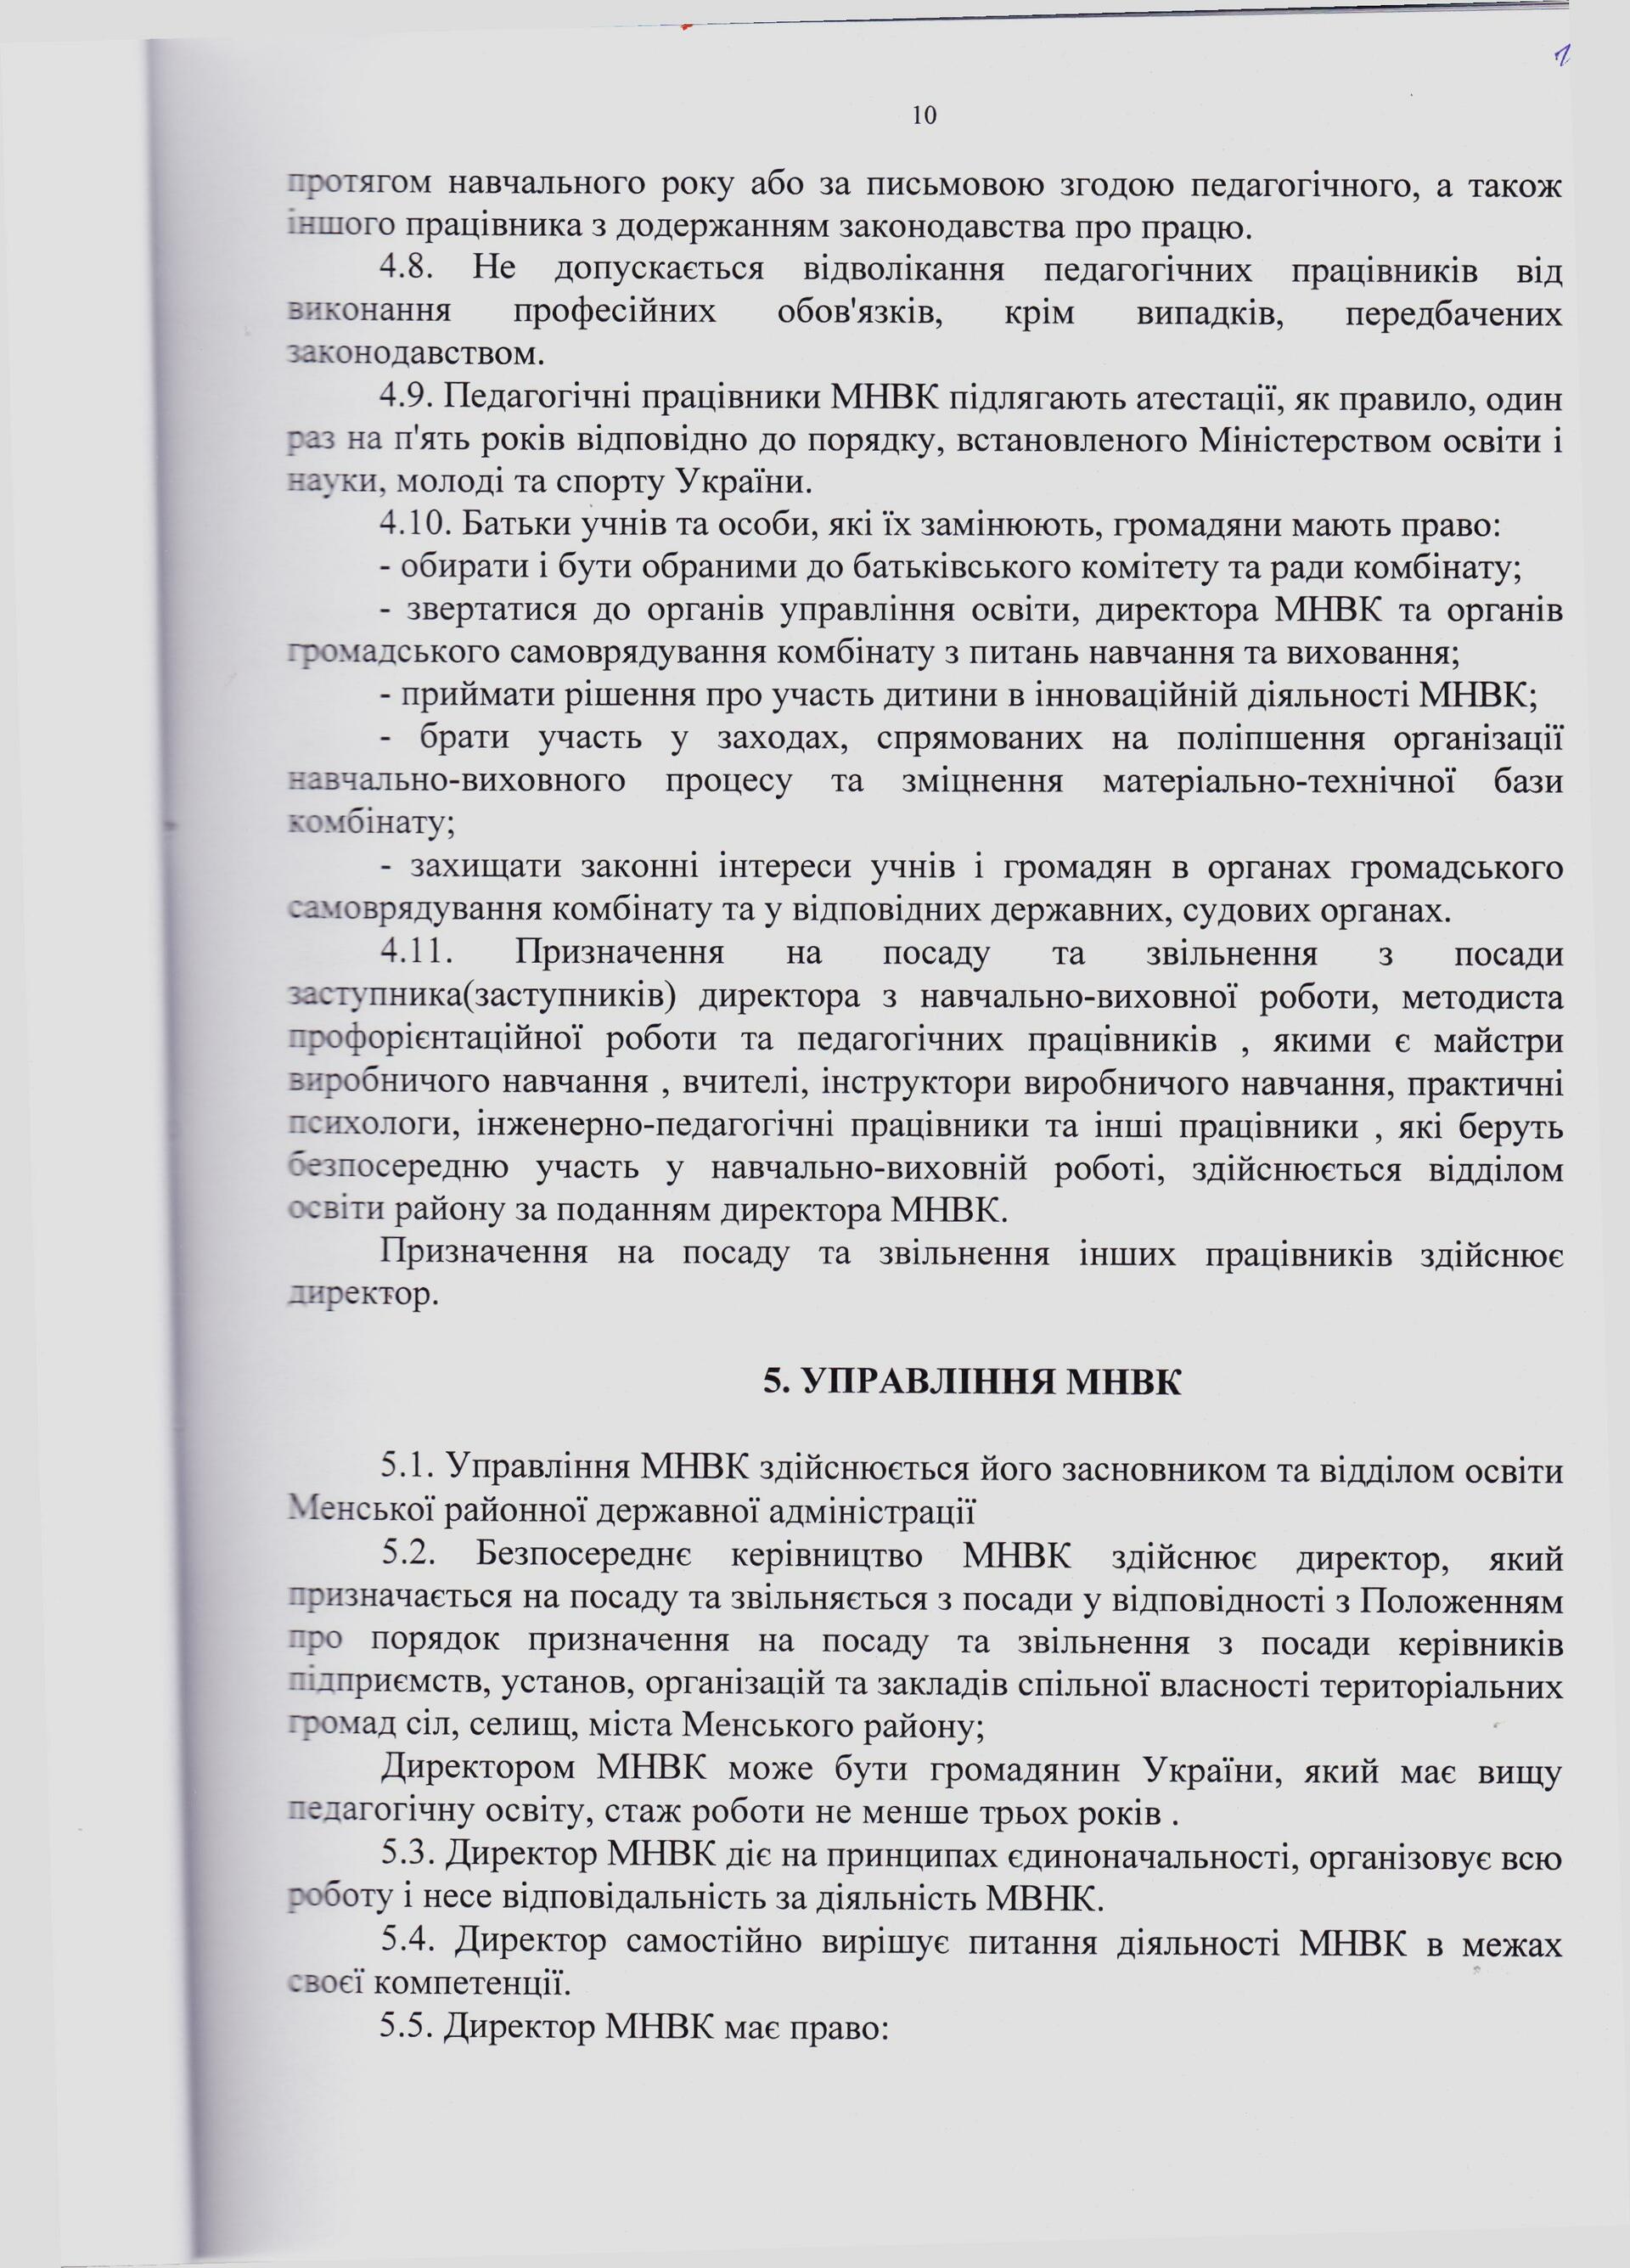 10
протягом навчального року або за письмовою згодою педагогічного, а також
іншого працівника з додержанням законодавства про працю.
4.8. Не допускається відволікання педагогічних працівників від
виконання професійних обов'язків, крім випадків, передбачених
законодавством.
4.9. Педагогічні працівники МНВК підлягають атестації, як правило, один
раз на п'ять років відповідно до порядку, встановленого Міністерством освіти і
науки, молоді та спорту України.
4.10. Батьки учнів та особи, які їх замінюють, громадяни мають право:
- обирати і бути обраними до батьківського комітету та ради комбінату;
- звертатися до органів управління освіти, директора МНВК та органів
громадського самоврядування комбінату з питань навчання та виховання;
- приймати рішення про участь дитини в інноваційній діяльності МНВК;
- брати участь у заходах, спрямованих на поліпшення організації
навчально-виховного процесу та зміцнення матеріально-технічної бази
комбінату;
- захищати законні інтереси учнів і громадян в органах громадського
самоврядування комбінату та у відповідних державних, судових органах.
4.11. Призначення на посаду та звільнення з посади
заступника(заступників) директора з навчально-виховної роботи, методиста
профорієнтаційної роботи та педагогічних працівників , якими є майстри
виробничого навчання , вчителі, інструктори виробничого навчання, практичні
психологи, інженерно-педагогічні працівники та інші працівники , які беруть
безпосередню участь у навчально-виховній роботі, здійснюється відділом
освіти району за поданням директора МНВК.
Призначення на посаду та звільнення інших працівників здійснює
директор.
5. УПРАВЛІННЯ МНВК
5.1. Управління МНВК здійснюється його засновником та відділом освіти
Менської районної державної адміністрації
5.2. Безпосереднє керівництво МНВК здійснює директор, який
призначається на посаду та звільняється з посади у відповідності з Положенням
про порядок призначення на посаду та звільнення з посади керівників
підприємств, установ, організацій та закладів спільної власності територіальних
громад сіл, селищ, міста Менського району;
Директором МНВК може бути громадянин України, який має вищу
педагогічну освіту, стаж роботи не менше трьох років .
5.3. Директор МНВК діє на принципах єдиноначальності, організовує всю
роботу і несе відповідальність за діяльність МВНК.
5.4. Директор самостійно вирішує питання діяльності МНВК в межах
своєї компетенції.
5.5. Директор МНВК має право: